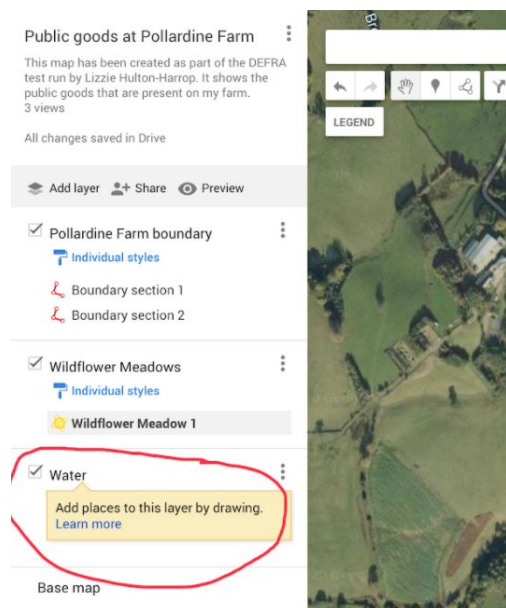 Public goods at Pollardine Farm
This map has been created as part of the DEFRA
test run by Lizzie Hulton-Harrop. It shows the
public goods that are present on my farm.
3 views
All changes saved in Drive
Add layer Share Preview
Pollardine Farm boundary
Individual styles
Boundary section 1
Boundary section 2
Wildflower Meadows
Individual styles
Wildflower Meadow 1
Water
Add places to this layer by drawing.
Learn more
Base map
LEGEND